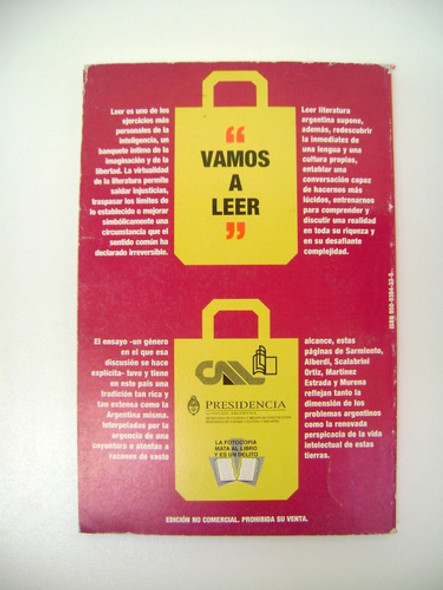 Leer es uno de los
ejercicios más
personales de la
inteligencia, un
banquete íntimo de la
imaginación y de la
libertad. La virtualidad
de la literatura permite
saldar injusticias,
traspasar los límites de
lo establecido o mejorar
simbólicamente una
circunstancia que el
sentido común ha
declarado irreversible.
“
VAMOS
A
LEER
”
Leer literatura
argentina supone,
además, redescubrir
la inmediatez de
una lengua y una
cultura propias,
entablar una
conversación capaz
de hacernos más
lúcidos, entrenarnos
para comprender y
discutir una realidad
en toda su riqueza y
en su desafiante
complejidad.
El ensayo -un género
en el que esa
discusión se hace
explícita- tuvo y tiene
en este país una
tradición tan rica y
tan extensa como la
Argentina misma.
Interpeladas por la
urgencia de una
coyuntura o atentas a
razones de vasto
CAL
PRESIDENCIA
LA FOTOCOPIA
MATA AL LIBRO
Y ES UN DELITO
alcance, estas
páginas de Sarmiento,
Alberdi, Scalabrini
Ortiz, Martínez
Estrada y Murena
reflejan tanto la
dimensión de los
problemas argentinos
como la renovada
perspicacia de la vida
intelectual de estas
tierras.
EDICIÓN NO COMERCIAL. PROHIBIDA SU VENTA.